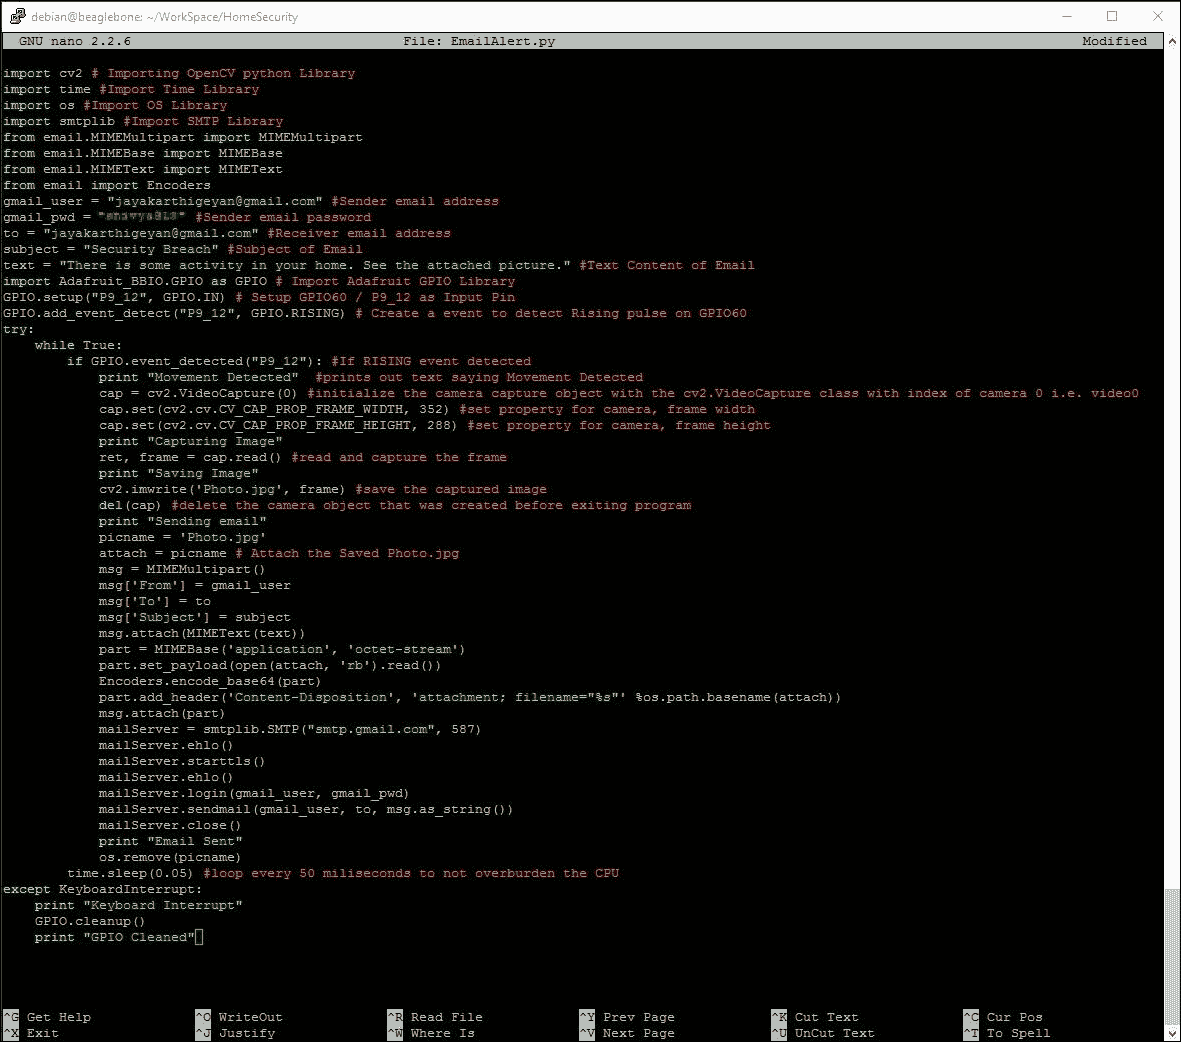 debian@beaglebone: ~/WorkSpace/HomeSecurity
GNU nano 2.2.6 File: EmailAlert.py Modified
import cv2 # Importing OpenCV python Library
import time #Import Time Library
import os #Import OS Library
import smtplib #Import SMTP Library
from email.MIMEMultipart import MIMEMultipart
from email.MIMEBase import MIMEBase
from email.MIMEText import MIMEText
from email import Encoders
gmail_user = "jayakarthigeyan@gmail.com" #Sender email address
gmail_pwd = #Sender email password
to = "jayakarthigeyan@gmail.com" #Receiver email address
subject = "Security Breach" #Subject of Email
text = "There is some activity in your home. See the attached picture." #Text Content of Email
import Adafruit_BBIO.GPIO as GPIO # Import Adafruit GPIO Library
GPIO.setup("P9_12", GPIO.IN) # Setup GPIO60 / P9_12 as Input Pin
GPIO.add_event_detect("P9_12", GPIO.RISING) # Create a event to detect Rising pulse on GPIO60
try:
    while True:
        if GPIO.event_detected("P9_12"): #If RISING event detected
            print "Movement Detected"  #prints out text saying Movement Detected
            cap = cv2.VideoCapture(0) #initialize the camera capture object with the cv2.VideoCapture class with index of camera 0 i.e. video0
            cap.set(cv2.cv.CV_CAP_PROP_FRAME_WIDTH, 352) #set property for camera, frame width
            cap.set(cv2.cv.CV_CAP_PROP_FRAME_HEIGHT, 288) #set property for camera, frame height
            print "Capturing Image"
            ret, frame = cap.read() #read and capture the frame
            print "Saving Image"
            cv2.imwrite('Photo.jpg', frame) #save the captured image
            del(cap) #delete the camera object that was created before exiting program
            print "Sending email"
            picname = 'Photo.jpg'
            attach = picname # Attach the Saved Photo.jpg
            msg = MIMEMultipart()
            msg['From'] = gmail_user
            msg['To'] = to
            msg['Subject'] = subject
            msg.attach(MIMEText(text))
            part = MIMEBase('application', 'octet-stream')
            part.set_payload(open(attach, 'rb').read())
            Encoders.encode_base64(part)
            part.add_header('Content-Disposition', 'attachment; filename="%s"' %os.path.basename(attach))
            msg.attach(part)
            mailServer = smtplib.SMTP("smtp.gmail.com", 587)
            mailServer.ehlo()
            mailServer.starttls()
            mailServer.ehlo()
            mailServer.login(gmail_user, gmail_pwd)
            mailServer.sendmail(gmail_user, to, msg.as_string())
            mailServer.close()
            print "Email Sent"
            os.remove(picname)
        time.sleep(0.05) #loop every 50 miliseconds to not overburden the CPU
except KeyboardInterrupt:
    print "Keyboard Interrupt"
    GPIO.cleanup()
    print "GPIO Cleaned"
^G Get Help ^O WriteOut ^R Read File ^Y Prev Page ^K Cut Text ^C Cur Pos
^X Exit ^J Justify ^W Where Is ^V Next Page ^U UnCut Text ^T To Spell